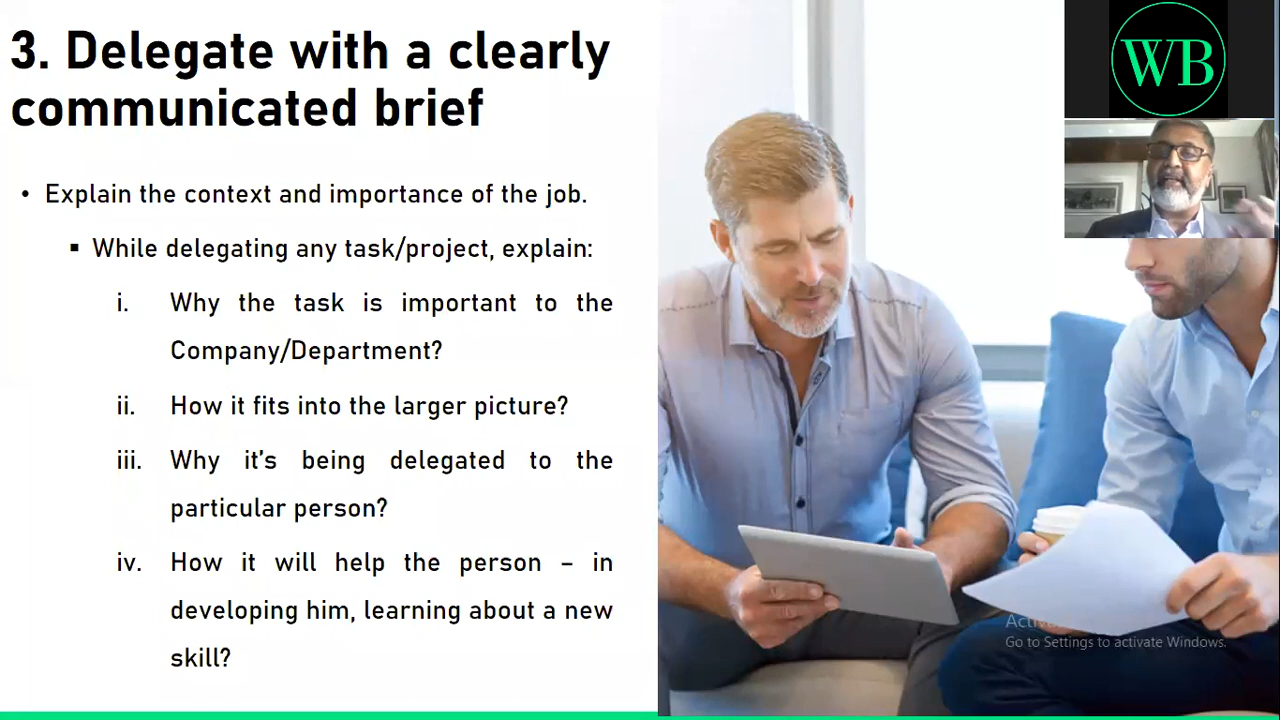 3. Delegate with a clearly
communicated brief
• Explain the context and importance of the job.
▪ While delegating any task/project, explain:
i. Why the task is important to the
Company/Department?
ii. How it fits into the larger picture?
iii. Why it's being delegated to the
particular person?
iv. How it will help the person – in
developing him, learning about a new
skill?
WB
Go to Settings to activate Windows.